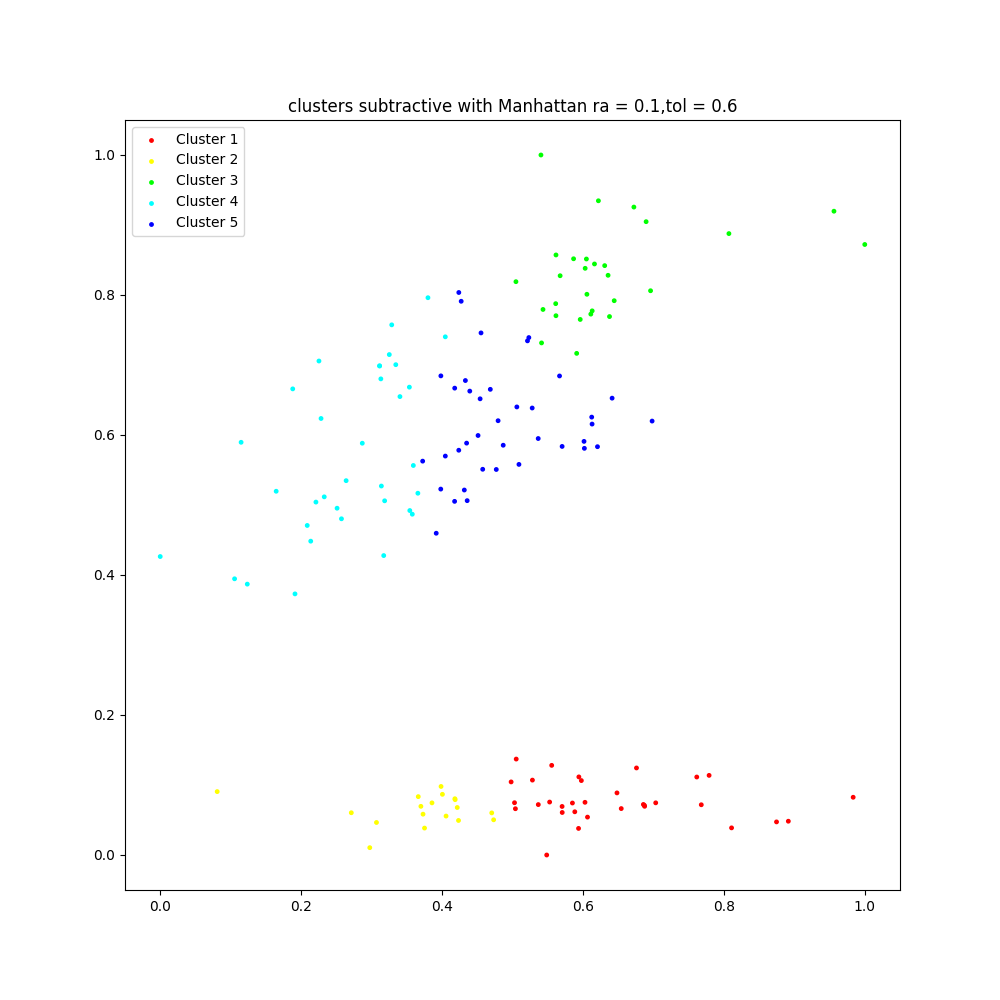 clusters subtractive with Manhattan ra = 0.1,tol = 0.6
Cluster 1
Cluster 2
Cluster 3
Cluster 4
Cluster 5
1.0
0.8
0.6
0.4
0.2
0.0
0.0 0.2 0.4 0.6 0.8 1.0